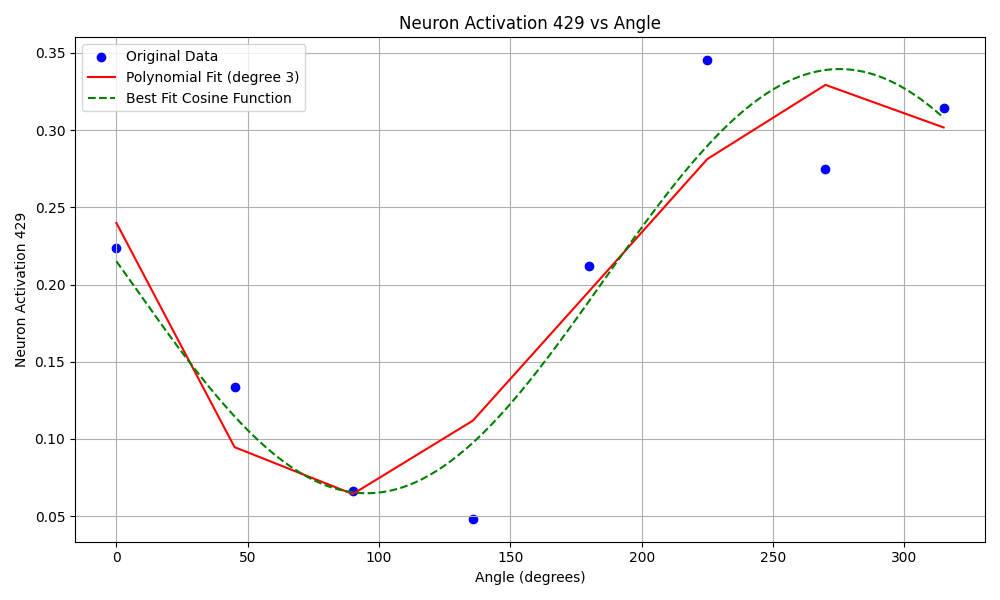 Neuron Activation 429 vs Angle
Original Data
Polynomial Fit (degree 3)
Best Fit Cosine Function
Neuron Activation 429
0.35
0.30
0.25
0.20
0.15
0.10
0.05
0 50 100 150 200 250 300
Angle (degrees)